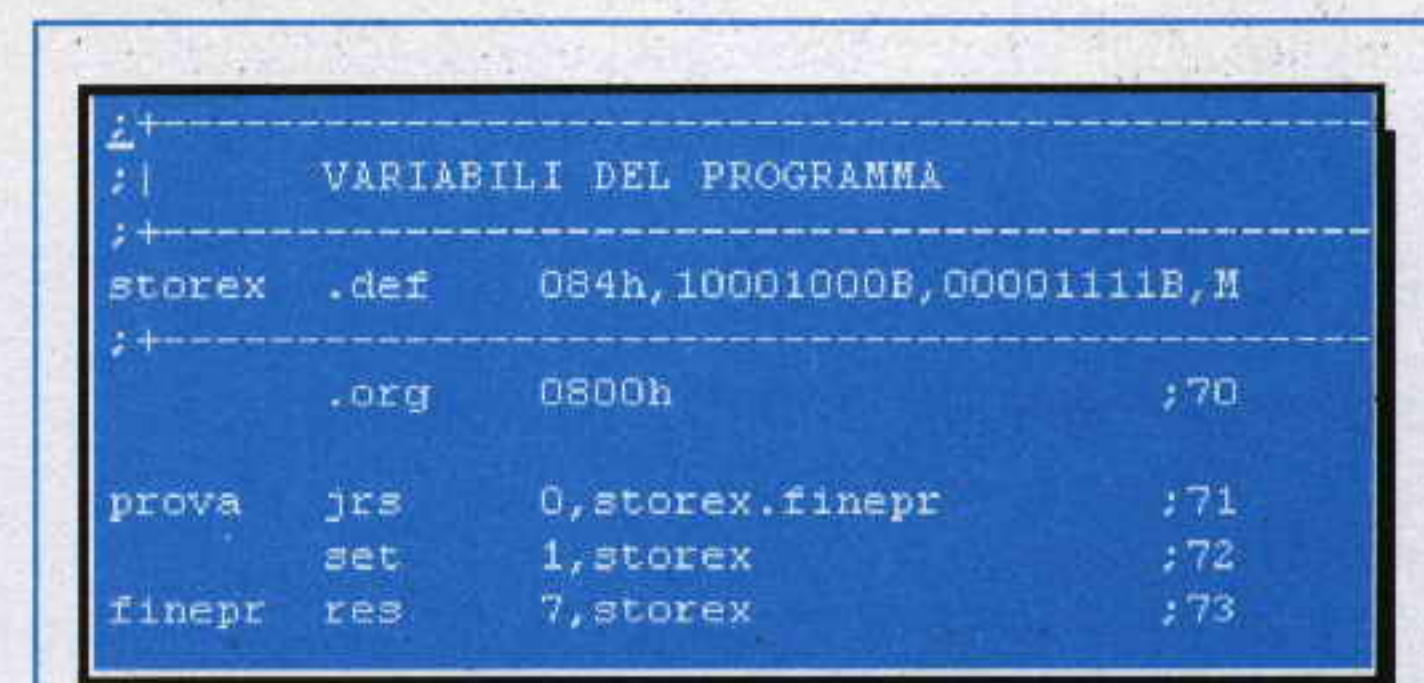 ;+--------------------------------------------
;|      VARIABILI DEL PROGRAMMA
;+--------------------------------------------
storex  .def    084h,10001000B,00001111B,M
;+--------------------------------------------
        .org    0800h                  ;70
prova   jrs     0,storex.finepr        ;71
        set     1,storex               ;72
finepr  res     7,storex               ;73